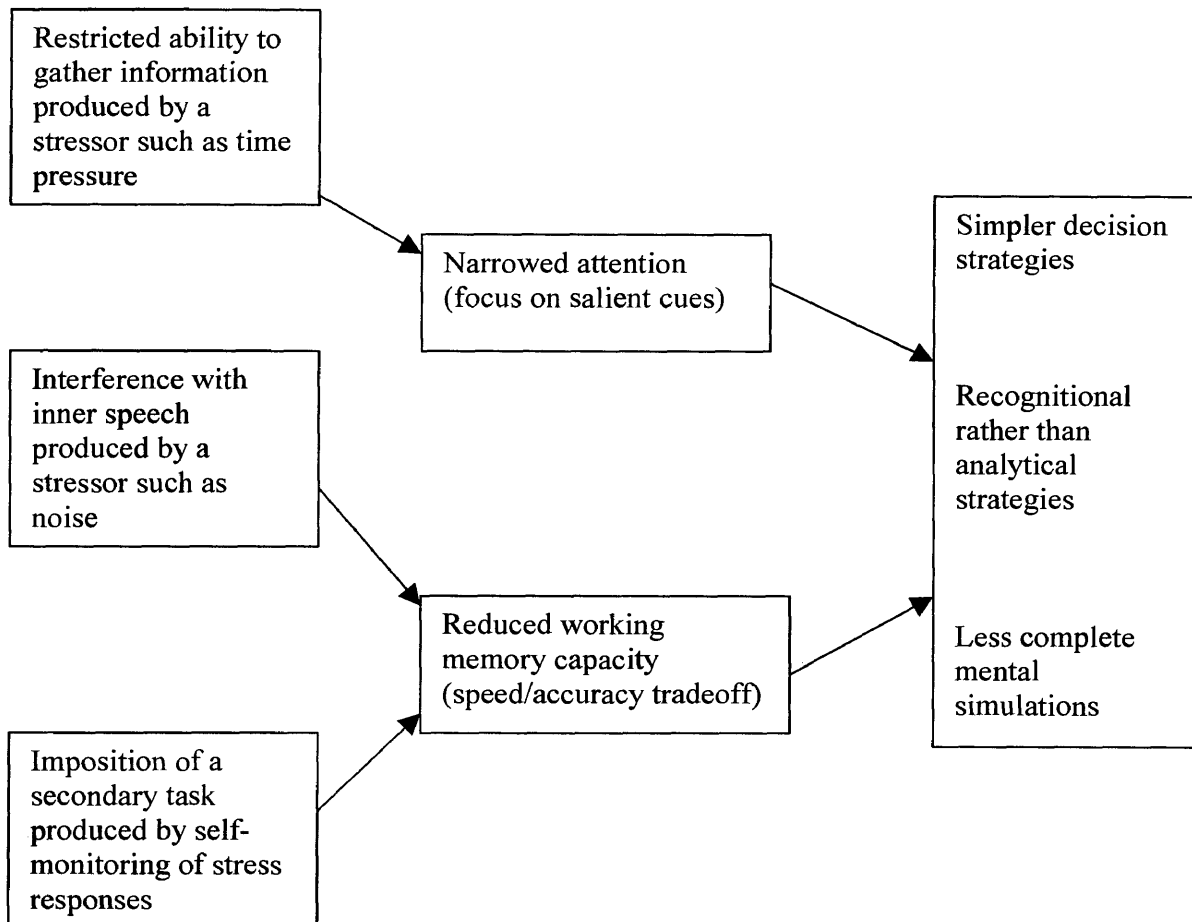 Restricted ability to
gather information
produced by a
stressor such as time
pressure
Narrowed attention
(focus on salient cues)
Interference with
inner speech
produced by a
stressor such as
noise
Reduced working
memory capacity
(speed/accuracy tradeoff)
Imposition of a
secondary task
produced by self-
monitoring of stress
responses
Simpler decision
strategies
Recognitional
rather than
analytical
strategies
Less complete
mental
simulations